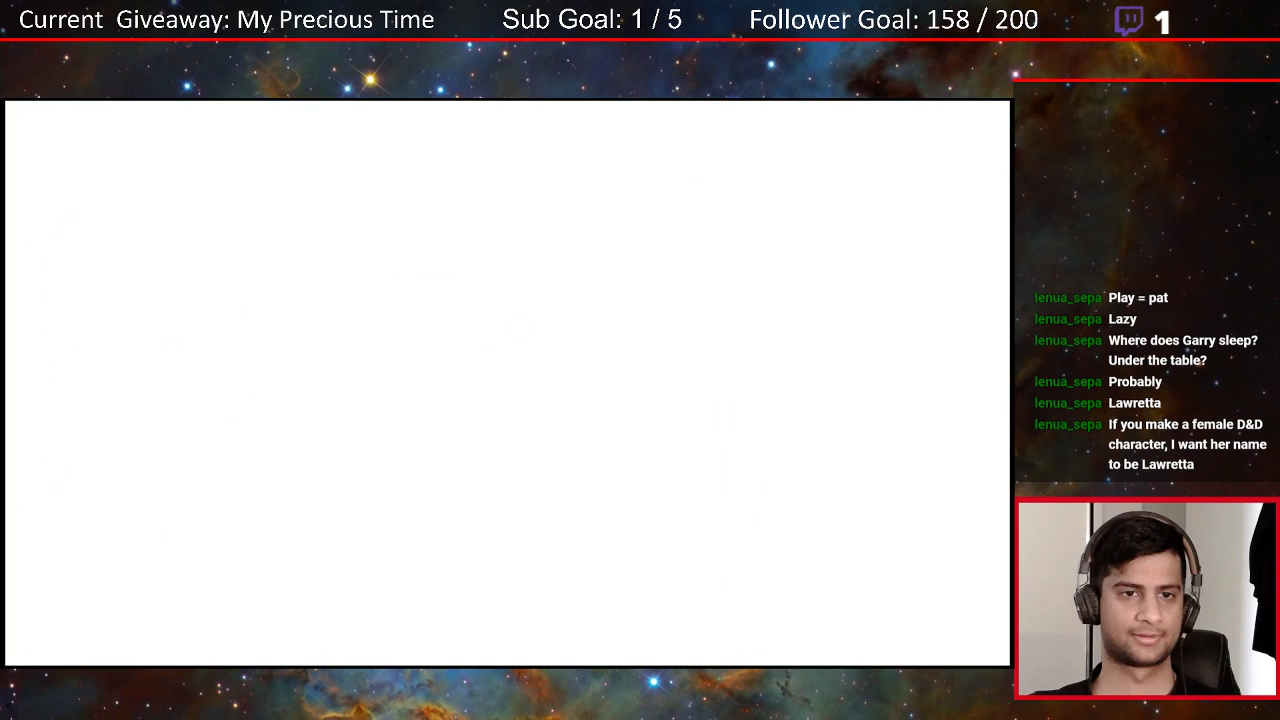 Current  Giveaway: My Precious Time
Sub Goal: 1 / 5
Follower Goal: 158 / 200
1
lenua_sepa Play = pat
lenua_sepa Lazy
lenua_sepa Where does Garry sleep?
Under the table?
lenua_sepa Probably
lenua_sepa Lawretta
lenua_sepa If you make a female D&D
character, I want her name
to be Lawretta